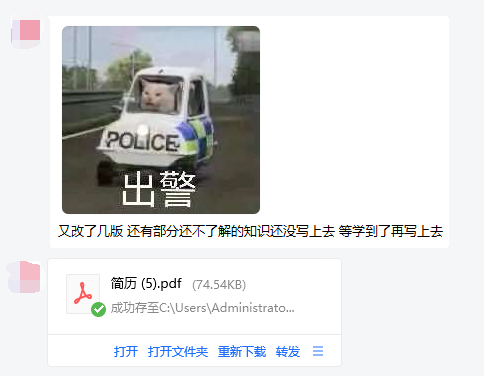 POLICE
出警
又改了几版 还有部分还不了解的知识还没写上去 等学到了再写上去
简历 (5).pdf (74.54KB)
成功存至C:\Users\Administrato...
打开 打开文件夹 重新下载 转发